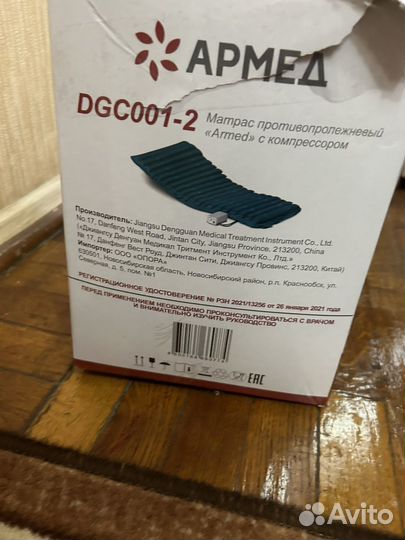 АРМЕД
DGC001-2 Матрас противопролежневый
«Armed» с компрессором
Производитель: Jiangsu Dengguan Medical Treatment Instrument Co., Ltd.
No.17, Danfeng West Road, Jintan City, Jiangsu Province, 213200, China
(«Джиангсу Денгуан Медикал Тритмент Инструмент Ко., Лтд.»
№ 17, Данфенг Вест Роуд, Джинтан Сити, Джиангсу Провинс, 213200, Китай)
Импортер: ООО «ОПОРА»
630501, Новосибирская область, Новосибирский район, р.п. Краснообск, ул.
Северная, д. 5, пом. №1
РЕГИСТРАЦИОННОЕ УДОСТОВЕРЕНИЕ № РЗН 2021/13256 от 26 января 2021 года
ПЕРЕД ПРИМЕНЕНИЕМ НЕОБХОДИМО ПРОКОНСУЛЬТИРОВАТЬСЯ С ВРАЧОМ
И ВНИМАТЕЛЬНО ИЗУЧИТЬ РУКОВОДСТВО
EAC
Avito